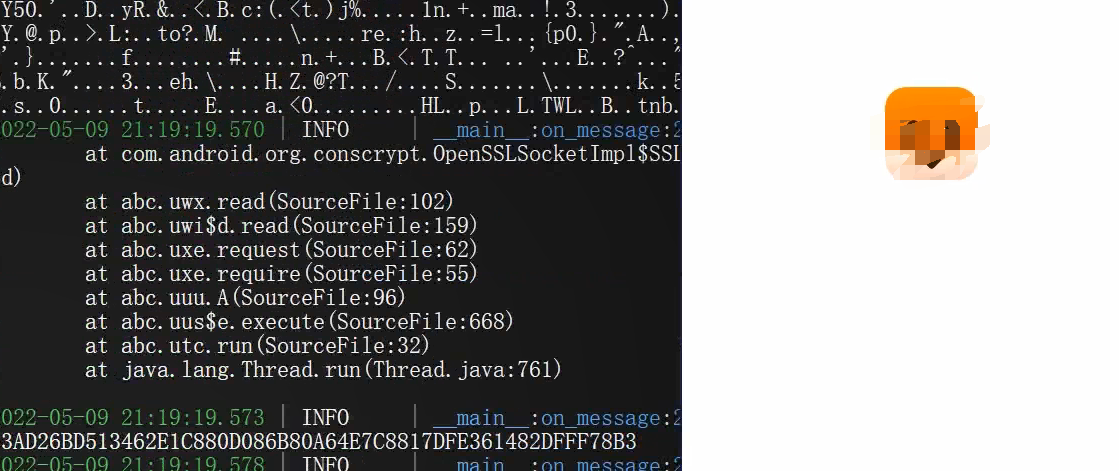 Y50.'..D..yR.&..<.B.c:(.<t.)j%.....1n.+..ma..!.3.......).
Y.@.p..>.L:..to?.M. ....\.....re.:h..z..=l...{p0.}.".A..,
'.}.......f........#.....n.+...B.<.T.T... ..'...E..?^...“
.b.K.”....3...eh.\....H.Z.@?T.../....S.......\.......k..5
.s..0......t.....E....a.<0.........HL..p...L.TWL..B..tnb.
022-05-09 21:19:19.570 | INFO     | __main__:on_message:2
at com.android.org.conscrypt.OpenSSLSocketImpl$SSL
d)
at abc.uwx.read(SourceFile:102)
at abc.uwi$d.read(SourceFile:159)
at abc.uxe.request(SourceFile:62)
at abc.uxe.require(SourceFile:55)
at abc.uuu.A(SourceFile:96)
at abc.uus$e.execute(SourceFile:668)
at abc.utc.run(SourceFile:32)
at java.lang.Thread.run(Thread.java:761)
022-05-09 21:19:19.573 | INFO     | __main__:on_message:2
3AD26BD513462E1C880D086B80A64E7C8817DFE361482DFFF78B3
022-05-09 21:19:19.578 | INFO     | __main__:on_message:2